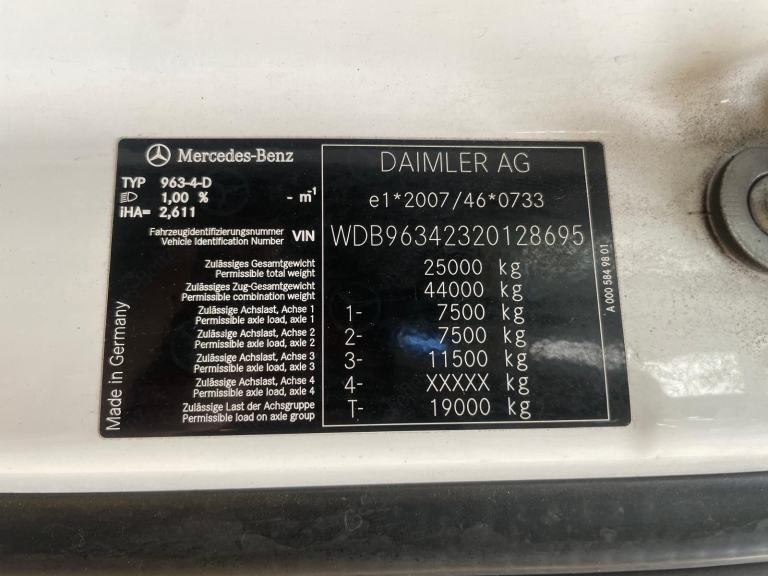 Mercedes-Benz
TYP 963-4-D
1,00 % - m⁻¹
iHA= 2,611
DAIMLER AG
e1*2007/46*0733
Fahrzeugidentifizierungsnummer
Vehicle Identification Number VIN WDB96342320128695
Zulässiges Gesamtgewicht
Permissible total weight 25000 kg
Zulässiges Zug-Gesamtgewicht
Permissible combination weight 44000 kg
Zulässige Achslast, Achse 1
Permissible axle load, axle 1 1- 7500 kg
Zulässige Achslast, Achse 2
Permissible axle load, axle 2 2- 7500 kg
Zulässige Achslast, Achse 3
Permissible axle load, axle 3 3- 11500 kg
Zulässige Achslast, Achse 4
Permissible axle load, axle 4 4- XXXXX kg
Zulässige Last der Achsgruppe
Permissible load on axle group T- 19000 kg
Made in Germany
A 000 584 98 01